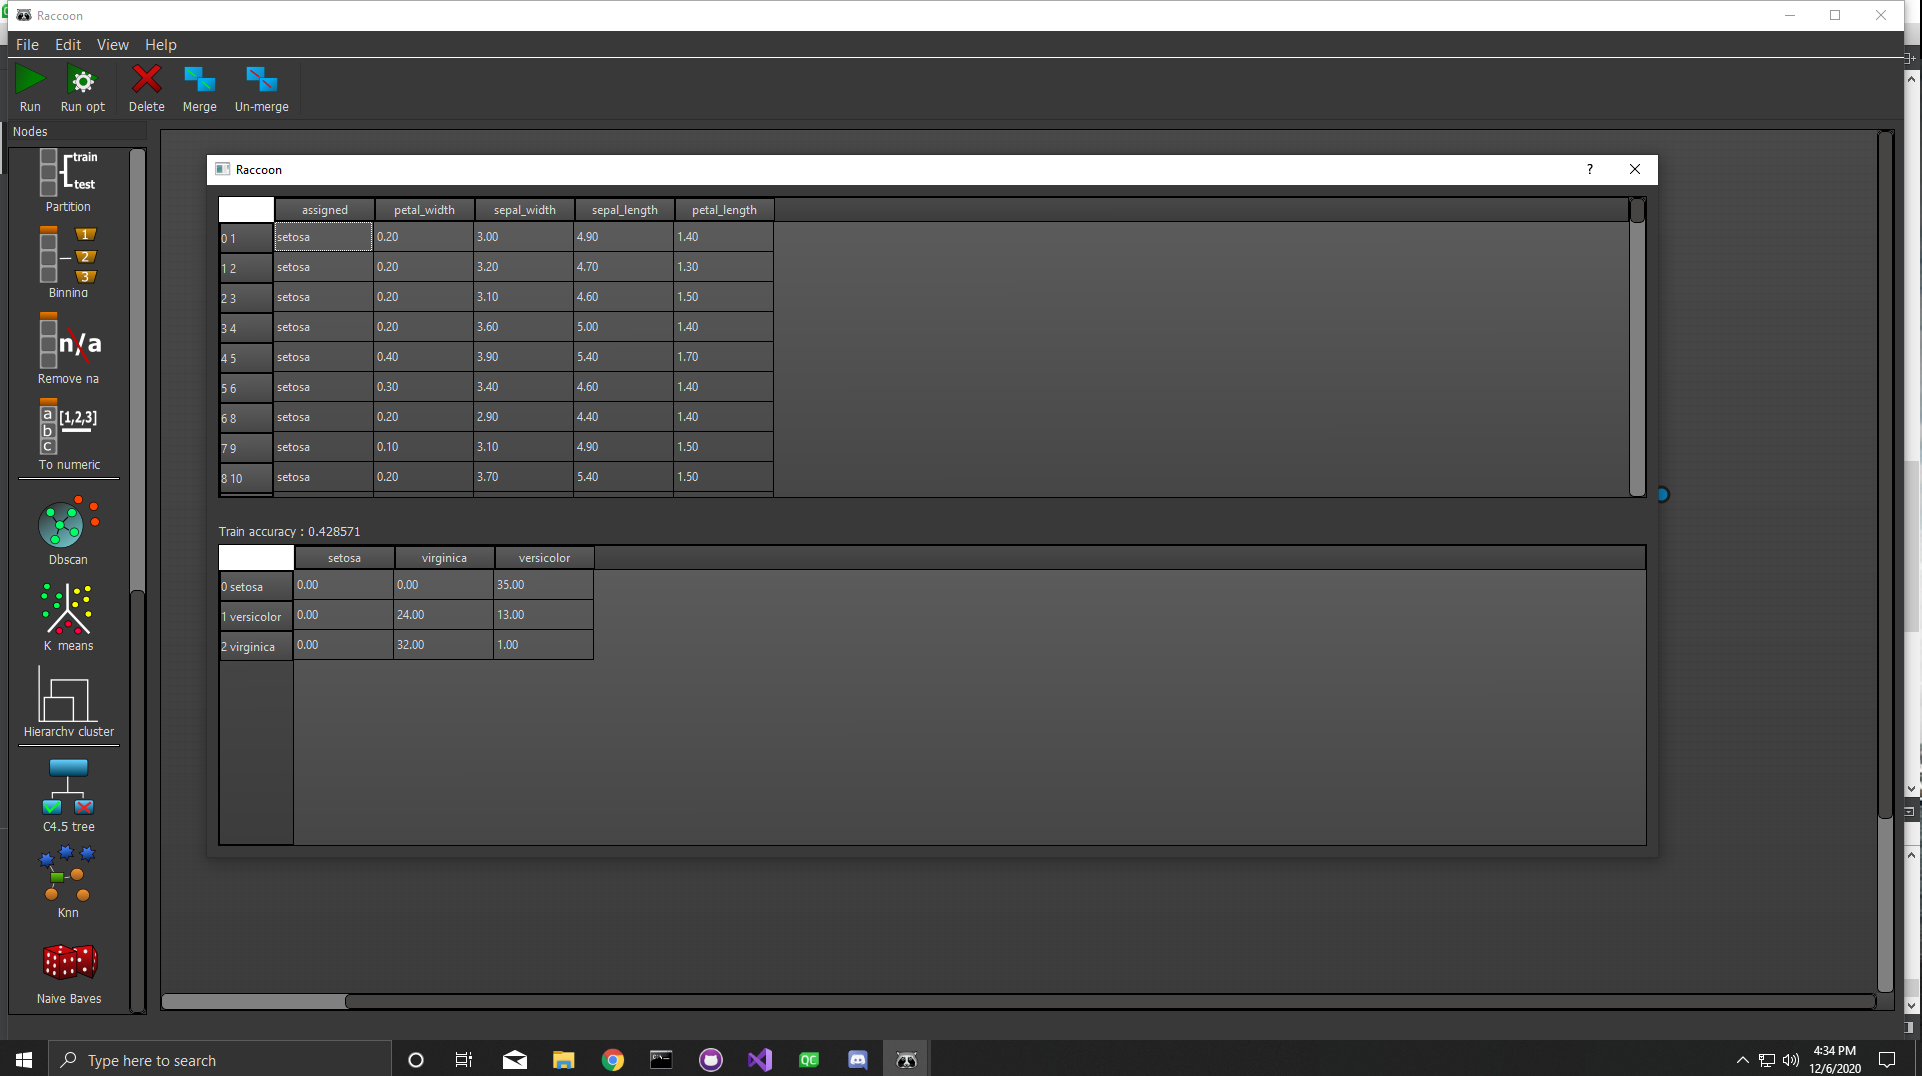 Raccoon
File Edit View Help
Run Run opt Delete Merge Un-merge
Nodes
train
test
Partition
1
2
3
Binning
n/a
Remove na
a
b
c
[1,2,3]
To numeric
Dbscan
K means
Hierarchy cluster
C4.5 tree
Knn
Naive Bayes
Raccoon
?
assigned petal_width sepal_width sepal_length petal_length
0 1 setosa 0.20 3.00 4.90 1.40
1 2 setosa 0.20 3.20 4.70 1.30
2 3 setosa 0.20 3.10 4.60 1.50
3 4 setosa 0.20 3.60 5.00 1.40
4 5 setosa 0.40 3.90 5.40 1.70
5 6 setosa 0.30 3.40 4.60 1.40
6 8 setosa 0.20 2.90 4.40 1.40
7 9 setosa 0.10 3.10 4.90 1.50
8 10 setosa 0.20 3.70 5.40 1.50
Train accuracy : 0.428571
setosa virginica versicolor
0 setosa 0.00 0.00 35.00
1 versicolor 0.00 24.00 13.00
2 virginica 0.00 32.00 1.00
Type here to search
QC
4:34 PM
12/6/2020